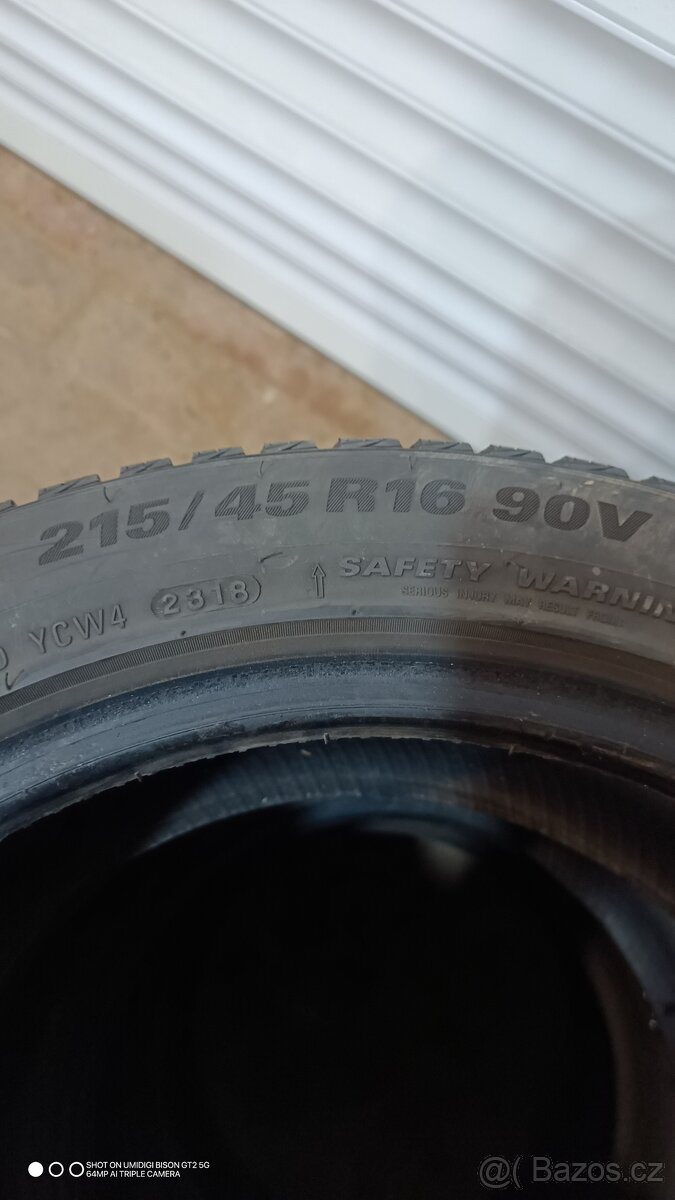 215/45 R16 90V
YCW4 2318 ↑ SAFETY WARNIN
SERIOUS INJURY MAY RESULT FROM:
SHOT ON UMIDIGI BISON GT2 5G
64MP AI TRIPLE CAMERA
@ Bazos.cz